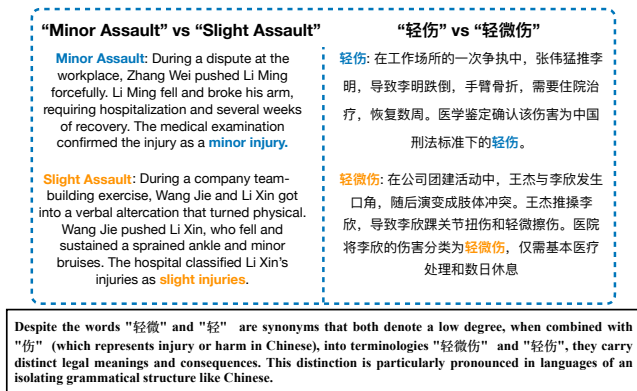 “Minor Assault” vs “Slight Assault”
Minor Assault: During a dispute at the
workplace, Zhang Wei pushed Li Ming
forcefully. Li Ming fell and broke his arm,
requiring hospitalization and several weeks
of recovery. The medical examination
confirmed the injury as a minor injury.
Slight Assault: During a company team-
building exercise, Wang Jie and Li Xin got
into a verbal altercation that turned physical.
Wang Jie pushed Li Xin, who fell and
sustained a sprained ankle and minor
bruises. The hospital classified Li Xin’s
injuries as slight injuries.
“轻伤” vs “轻微伤”
轻伤: 在工作场所的一次争执中，张伟猛推李
明，导致李明跌倒，手臂骨折，需要住院治
疗，恢复数周。医学鉴定确认该伤害为中国
刑法标准下的轻伤。
轻微伤: 在公司团建活动中，王杰与李欣发生
口角，随后演变成肢体冲突。王杰推搡李
欣，导致李欣踝关节扭伤和轻微擦伤。医院
将李欣的伤害分类为轻微伤，仅需基本医疗
处理和数日休息
Despite the words "轻微" and "轻" are synonyms that both denote a low degree, when combined with
"伤" (which represents injury or harm in Chinese), into terminologies "轻微伤" and "轻伤", they carry
distinct legal meanings and consequences. This distinction is particularly pronounced in languages of an
isolating grammatical structure like Chinese.